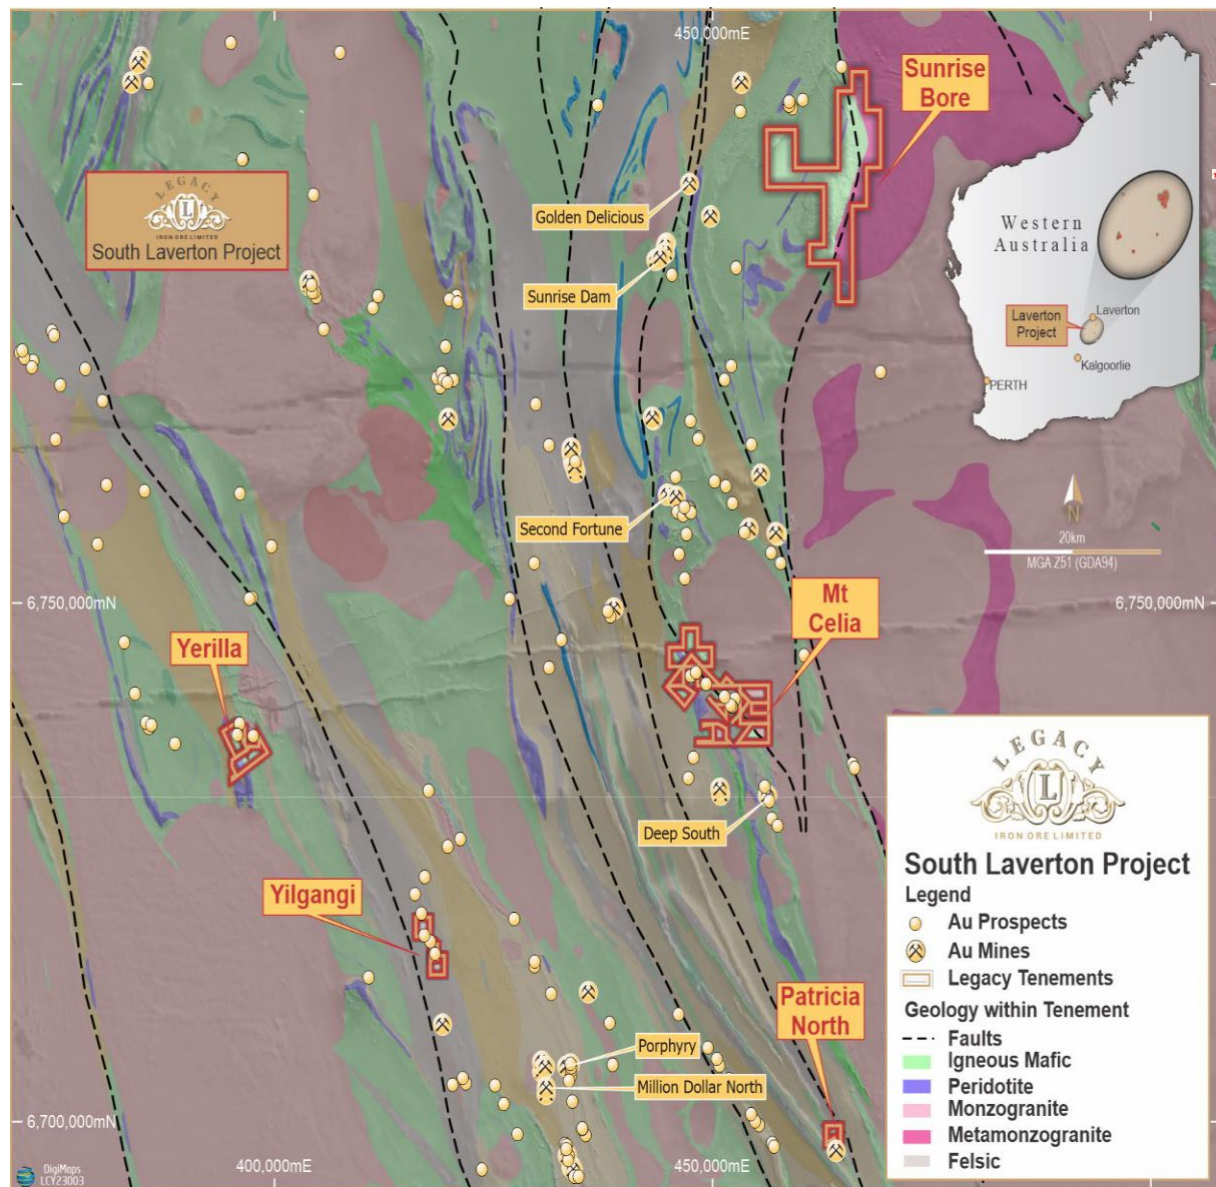 450,000mE
Sunrise
Bore
LEGACY
L
IRON ORE LIMITED
South Laverton Project
Golden Delicious
Sunrise Dam
Western
Australia
Laverton
Project
Laverton
Kalgoorlie
PERTH
N
20km
MGA Z51 (GDA94)
Second Fortune
6,750,000mN
6,750,000mN
Mt
Celia
Yerilla
Deep South
Yilgangi
Patricia
North
Porphyry
Million Dollar North
6,700,000mN
400,000mE
450,000mE
DigiMaps
LCY23003
LEGACY
L
IRON ORE LIMITED
South Laverton Project
Legend
Au Prospects
Au Mines
Legacy Tenements
Geology within Tenement
Faults
Igneous Mafic
Peridotite
Monzogranite
Metamonzogranite
Felsic